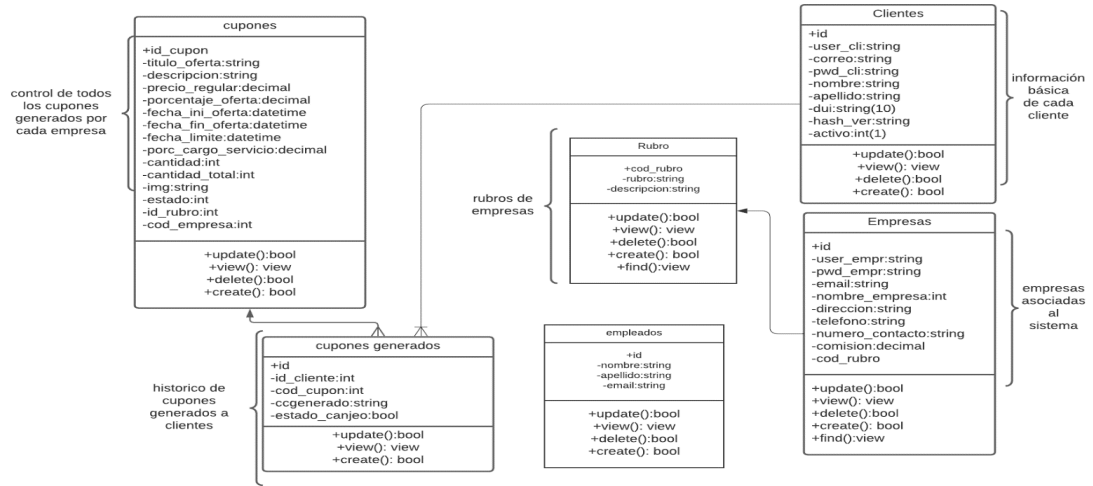 cupones
+id_cupon
-titulo_oferta:string
-descripcion:string
-precio_regular:decimal
-porcentaje_oferta:decimal
-fecha_ini_oferta:datetime
-fecha_fin_oferta:datetime
-fecha_limite:datetime
-porc_cargo_servicio:decimal
-cantidad:int
-cantidad_total:int
-img:string
-estado:int
-id_rubro:int
-cod_empresa:int
+update():bool
+view(): view
+delete():bool
+create(): bool
control de todos
los cupones
generados por
cada empresa
Clientes
+id
-user_cli:string
-correo:string
-pwd_cli:string
-nombre:string
-apellido:string
-dui:string(10)
-hash_ver:string
-activo:int(1)
+update():bool
+view(): view
+delete():bool
+create(): bool
información
básica
de cada
cliente
Rubro
+cod_rubro
-rubro:string
-descripcion:string
+update():bool
+view(): view
+delete():bool
+create(): bool
+find():view
rubros de
empresas
Empresas
+id
-user_empr:string
-pwd_empr:string
-email:string
-nombre_empresa:int
-direccion:string
-telefono:string
-numero_contacto:string
-comision:decimal
-cod_rubro
+update():bool
+view(): view
+delete():bool
+create(): bool
+find():view
empresas
asociadas
al
sistema
cupones generados
+id
-id_cliente:int
-cod_cupon:int
-ccgenerado:string
-estado_canjeo:bool
+update():bool
+view(): view
+create(): bool
historico de
cupones
generados a
clientes
empleados
+id
-nombre:string
-apellido:string
-email:string
+update():bool
+view(): view
+delete():bool
+create(): bool